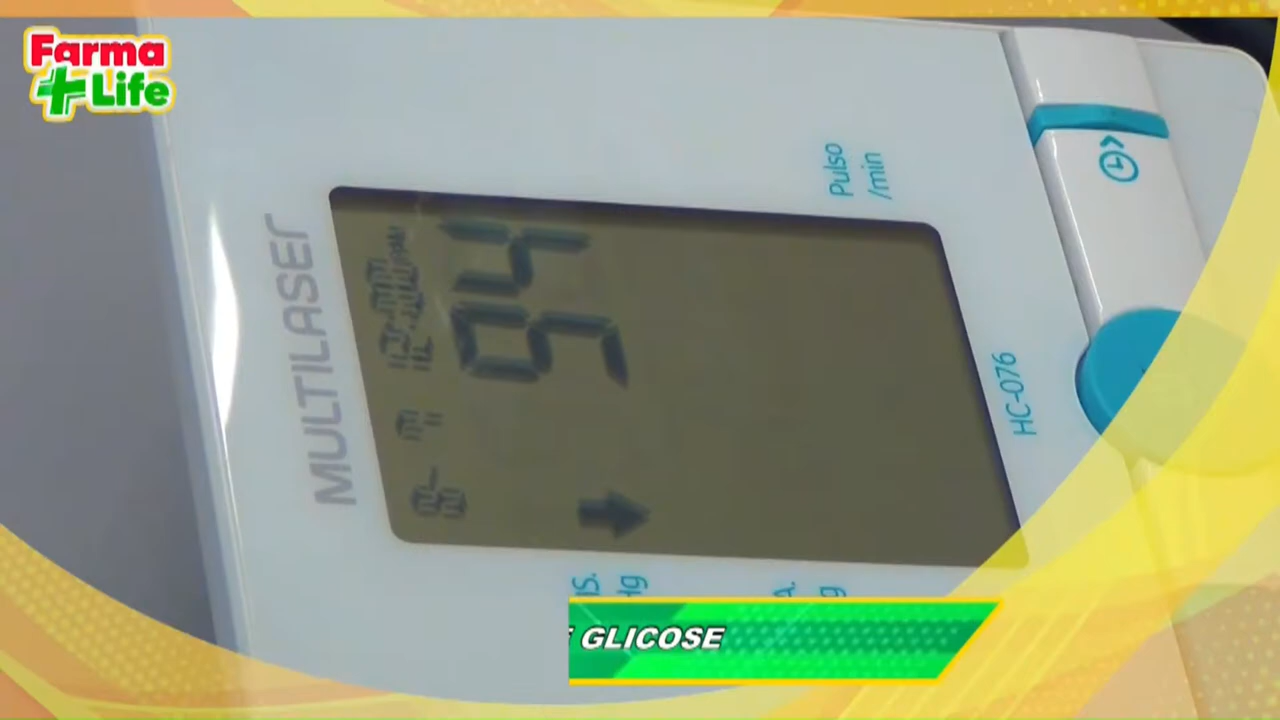 Farma
Life
MULTILASER
94
Pulso
/min
HC-076
GLICOSE